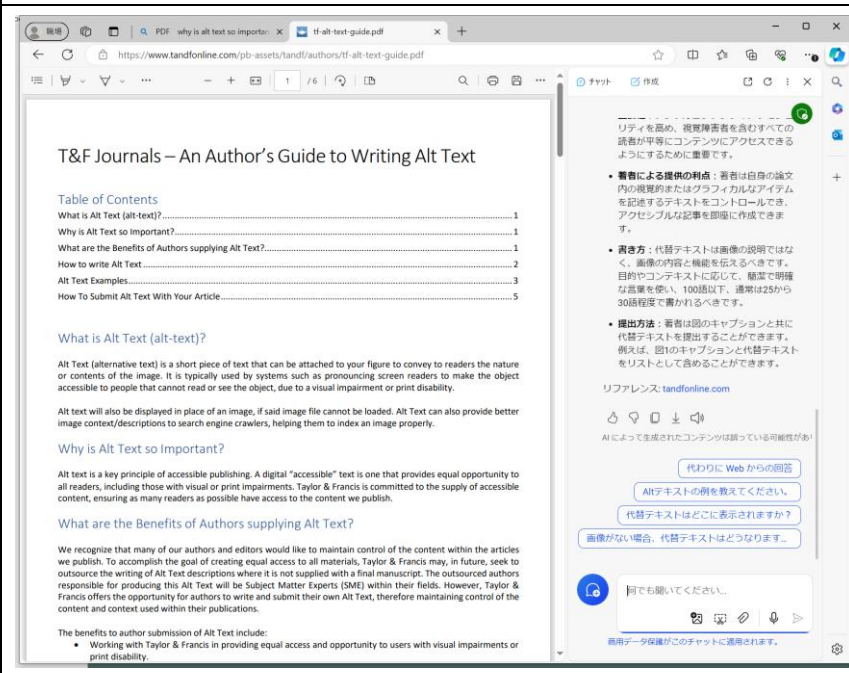 職場
PDF why is alt text so importan
tf-alt-text-guide.pdf
https://www.tandfonline.com/pb-assets/tandf/authors/tf-alt-text-guide.pdf
1 /6
T&F Journals – An Author's Guide to Writing Alt Text
Table of Contents
What is Alt Text (alt-text)? 1
Why is Alt Text so Important? 1
What are the Benefits of Authors supplying Alt Text? 1
How to write Alt Text 2
Alt Text Examples 3
How To Submit Alt Text With Your Article 5
What is Alt Text (alt-text)?
Alt Text (alternative text) is a short piece of text that can be attached to your figure to convey to readers the nature
or contents of the image. It is typically used by systems such as pronouncing screen readers to make the object
accessible to people that cannot read or see the object, due to a visual impairment or print disability.
Alt text will also be displayed in place of an image, if said image file cannot be loaded. Alt Text can also provide better
image context/descriptions to search engine crawlers, helping them to index an image properly.
Why is Alt Text so Important?
Alt text is a key principle of accessible publishing. A digital "accessible" text is one that provides equal opportunity to
all readers, including those with visual or print impairments. Taylor & Francis is committed to the supply of accessible
content, ensuring as many readers as possible have access to the content we publish.
What are the Benefits of Authors supplying Alt Text?
We recognize that many of our authors and editors would like to maintain control of the content within the articles
we publish. To accomplish the goal of creating equal access to all materials, Taylor & Francis may, in future, seek to
outsource the writing of Alt Text descriptions where it is not supplied with a final manuscript. The outsourced authors
responsible for producing this Alt Text will be Subject Matter Experts (SME) within their fields. However, Taylor &
Francis offers the opportunity for authors to write and submit their own Alt Text, therefore maintaining control of the
content and context used within their publications.
The benefits to author submission of Alt Text include:
• Working with Taylor & Francis in providing equal access and opportunity to users with visual impairments or
print disability.
チャット 作成
リティを高め、視覚障害者を含むすべての
読者が平等にコンテンツにアクセスできる
ようにするために重要です。
• 著者による提供の利点：著者は自身の論文
内の視覚的またはグラフィカルなアイテム
を記述するテキストをコントロールでき、
アクセシブルな記事を即座に作成できま
す。
• 書き方：代替テキストは画像の説明ではな
く、画像の内容と機能を伝えるべきです。
目的やコンテキストに応じて、簡潔で明確
な言葉を使い、100語以下、通常は25から
30語程度で書かれるべきです。
• 提出方法：著者は図のキャプションと共に
代替テキストを提出することができます。
例えば、図1のキャプションと代替テキスト
をリストとして含めることができます。
リファレンス: tandfonline.com
AI によって生成されたコンテンツは誤っている可能性があり
代わりに Web からの回答
Altテキストの例を教えてください。
代替テキストはどこに表示されますか？
画像がない場合、代替テキストはどうなります...
何でも聞いてください...
商用データ保護がこのチャットに適用されます。